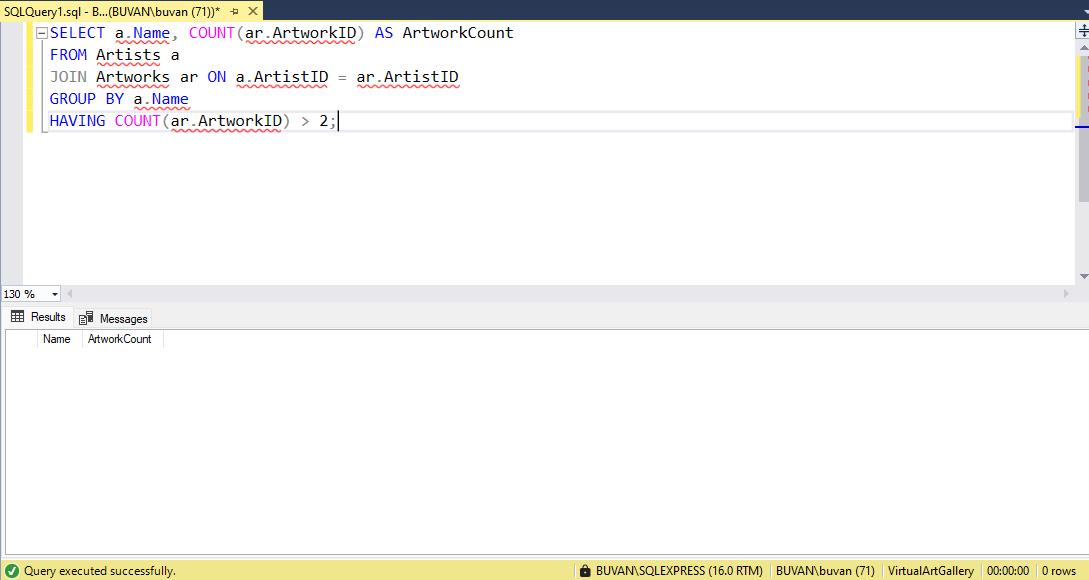 SQLQuery1.sql - B...(BUVAN\buvan (71))*
SELECT a.Name, COUNT(ar.ArtworkID) AS ArtworkCount
FROM Artists a
JOIN Artworks ar ON a.ArtistID = ar.ArtistID
GROUP BY a.Name
HAVING COUNT(ar.ArtworkID) > 2;
130 %
Results Messages
Name ArtworkCount
Query executed successfully. BUVAN\SQLEXPRESS (16.0 RTM) BUVAN\buvan (71) VirtualArtGallery 00:00:00 0 rows